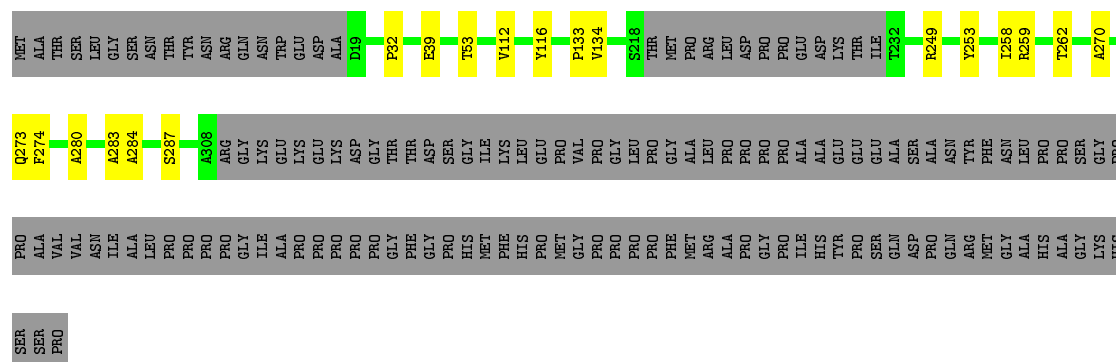 MET ALA THR SER LEU GLY SER ASN THR TYR ASN ARG GLN ASN TRP GLU ASP ALA D19 P32 E39 T53 V112 Y116 P133 V134 S218 THR MET PRO ARG LEU ASP PRO PRO GLU ASP LYS THR ILE T232 R249 Y253 I258 R259 T262 A270
Q273 F274 A280 A283 A284 S287 A308 ARG GLY LYS GLU LYS GLU LYS ASP GLY THR THR ASP SER GLY ILE LYS LEU GLU PRO VAL PRO GLY LEU PRO GLY ALA LEU PRO PRO PRO PRO ALA ALA GLU GLU GLU ALA SER ALA ASN TYR PHE ASN LEU PRO PRO SER GLY PRO
PRO ALA VAL VAL ASN ILE ALA LEU PRO PRO PRO PRO GLY ILE ALA PRO PRO PRO PRO PRO GLY PHE GLY PRO HIS MET PHE HIS PRO MET GLY PRO PRO PRO PRO PHE MET ARG ALA PRO GLY PRO ILE HIS TYR PRO SER GLN ASP PRO GLN ARG MET GLY ALA HIS ALA GLY LYS
SER SER PRO